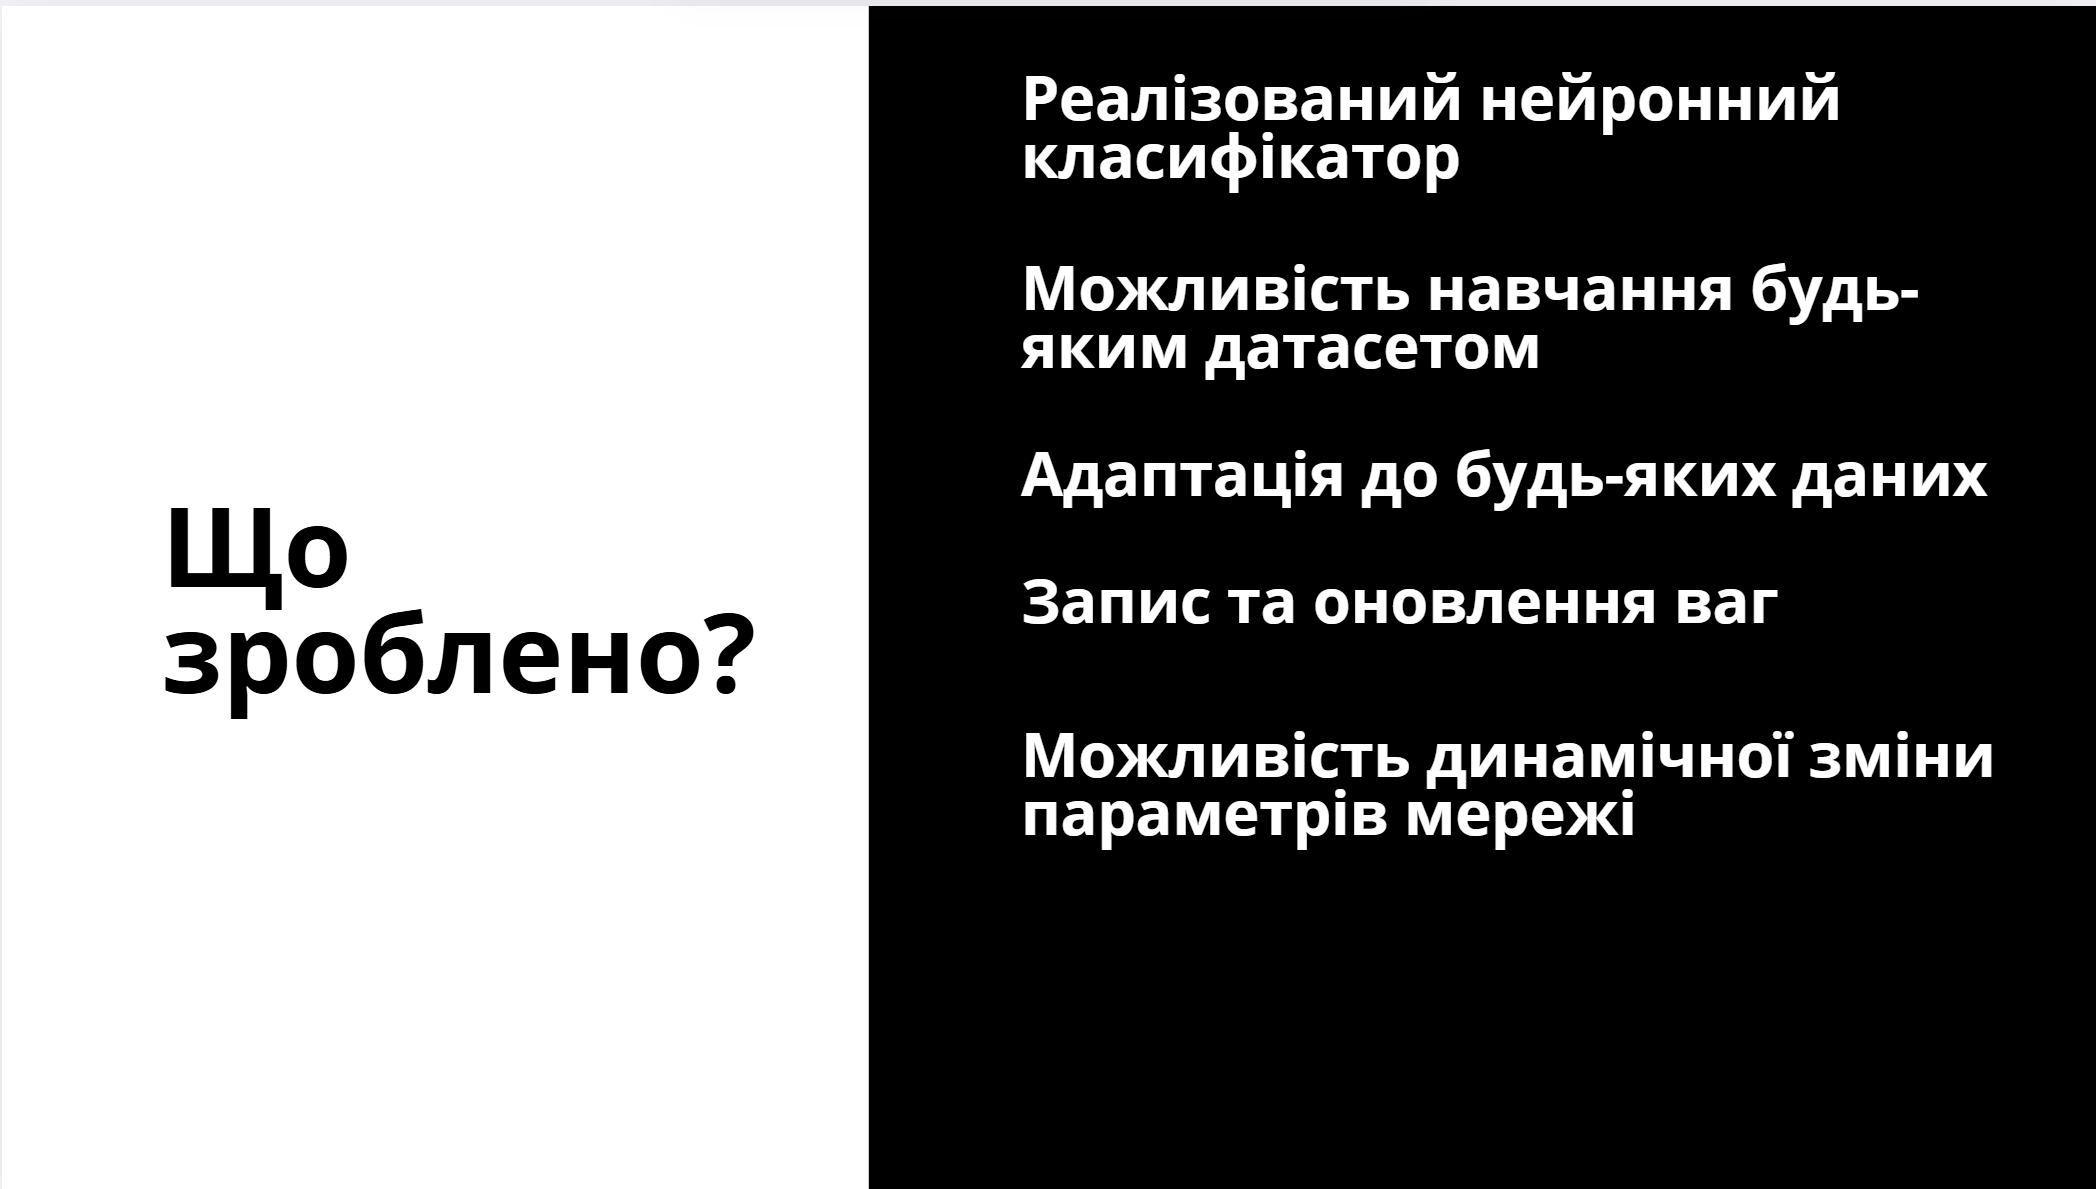 Що
зроблено?
Реалізований нейронний
класифікатор
Можливість навчання будь-
яким датасетом
Адаптація до будь-яких даних
Запис та оновлення ваг
Можливість динамічної зміни
параметрів мережі